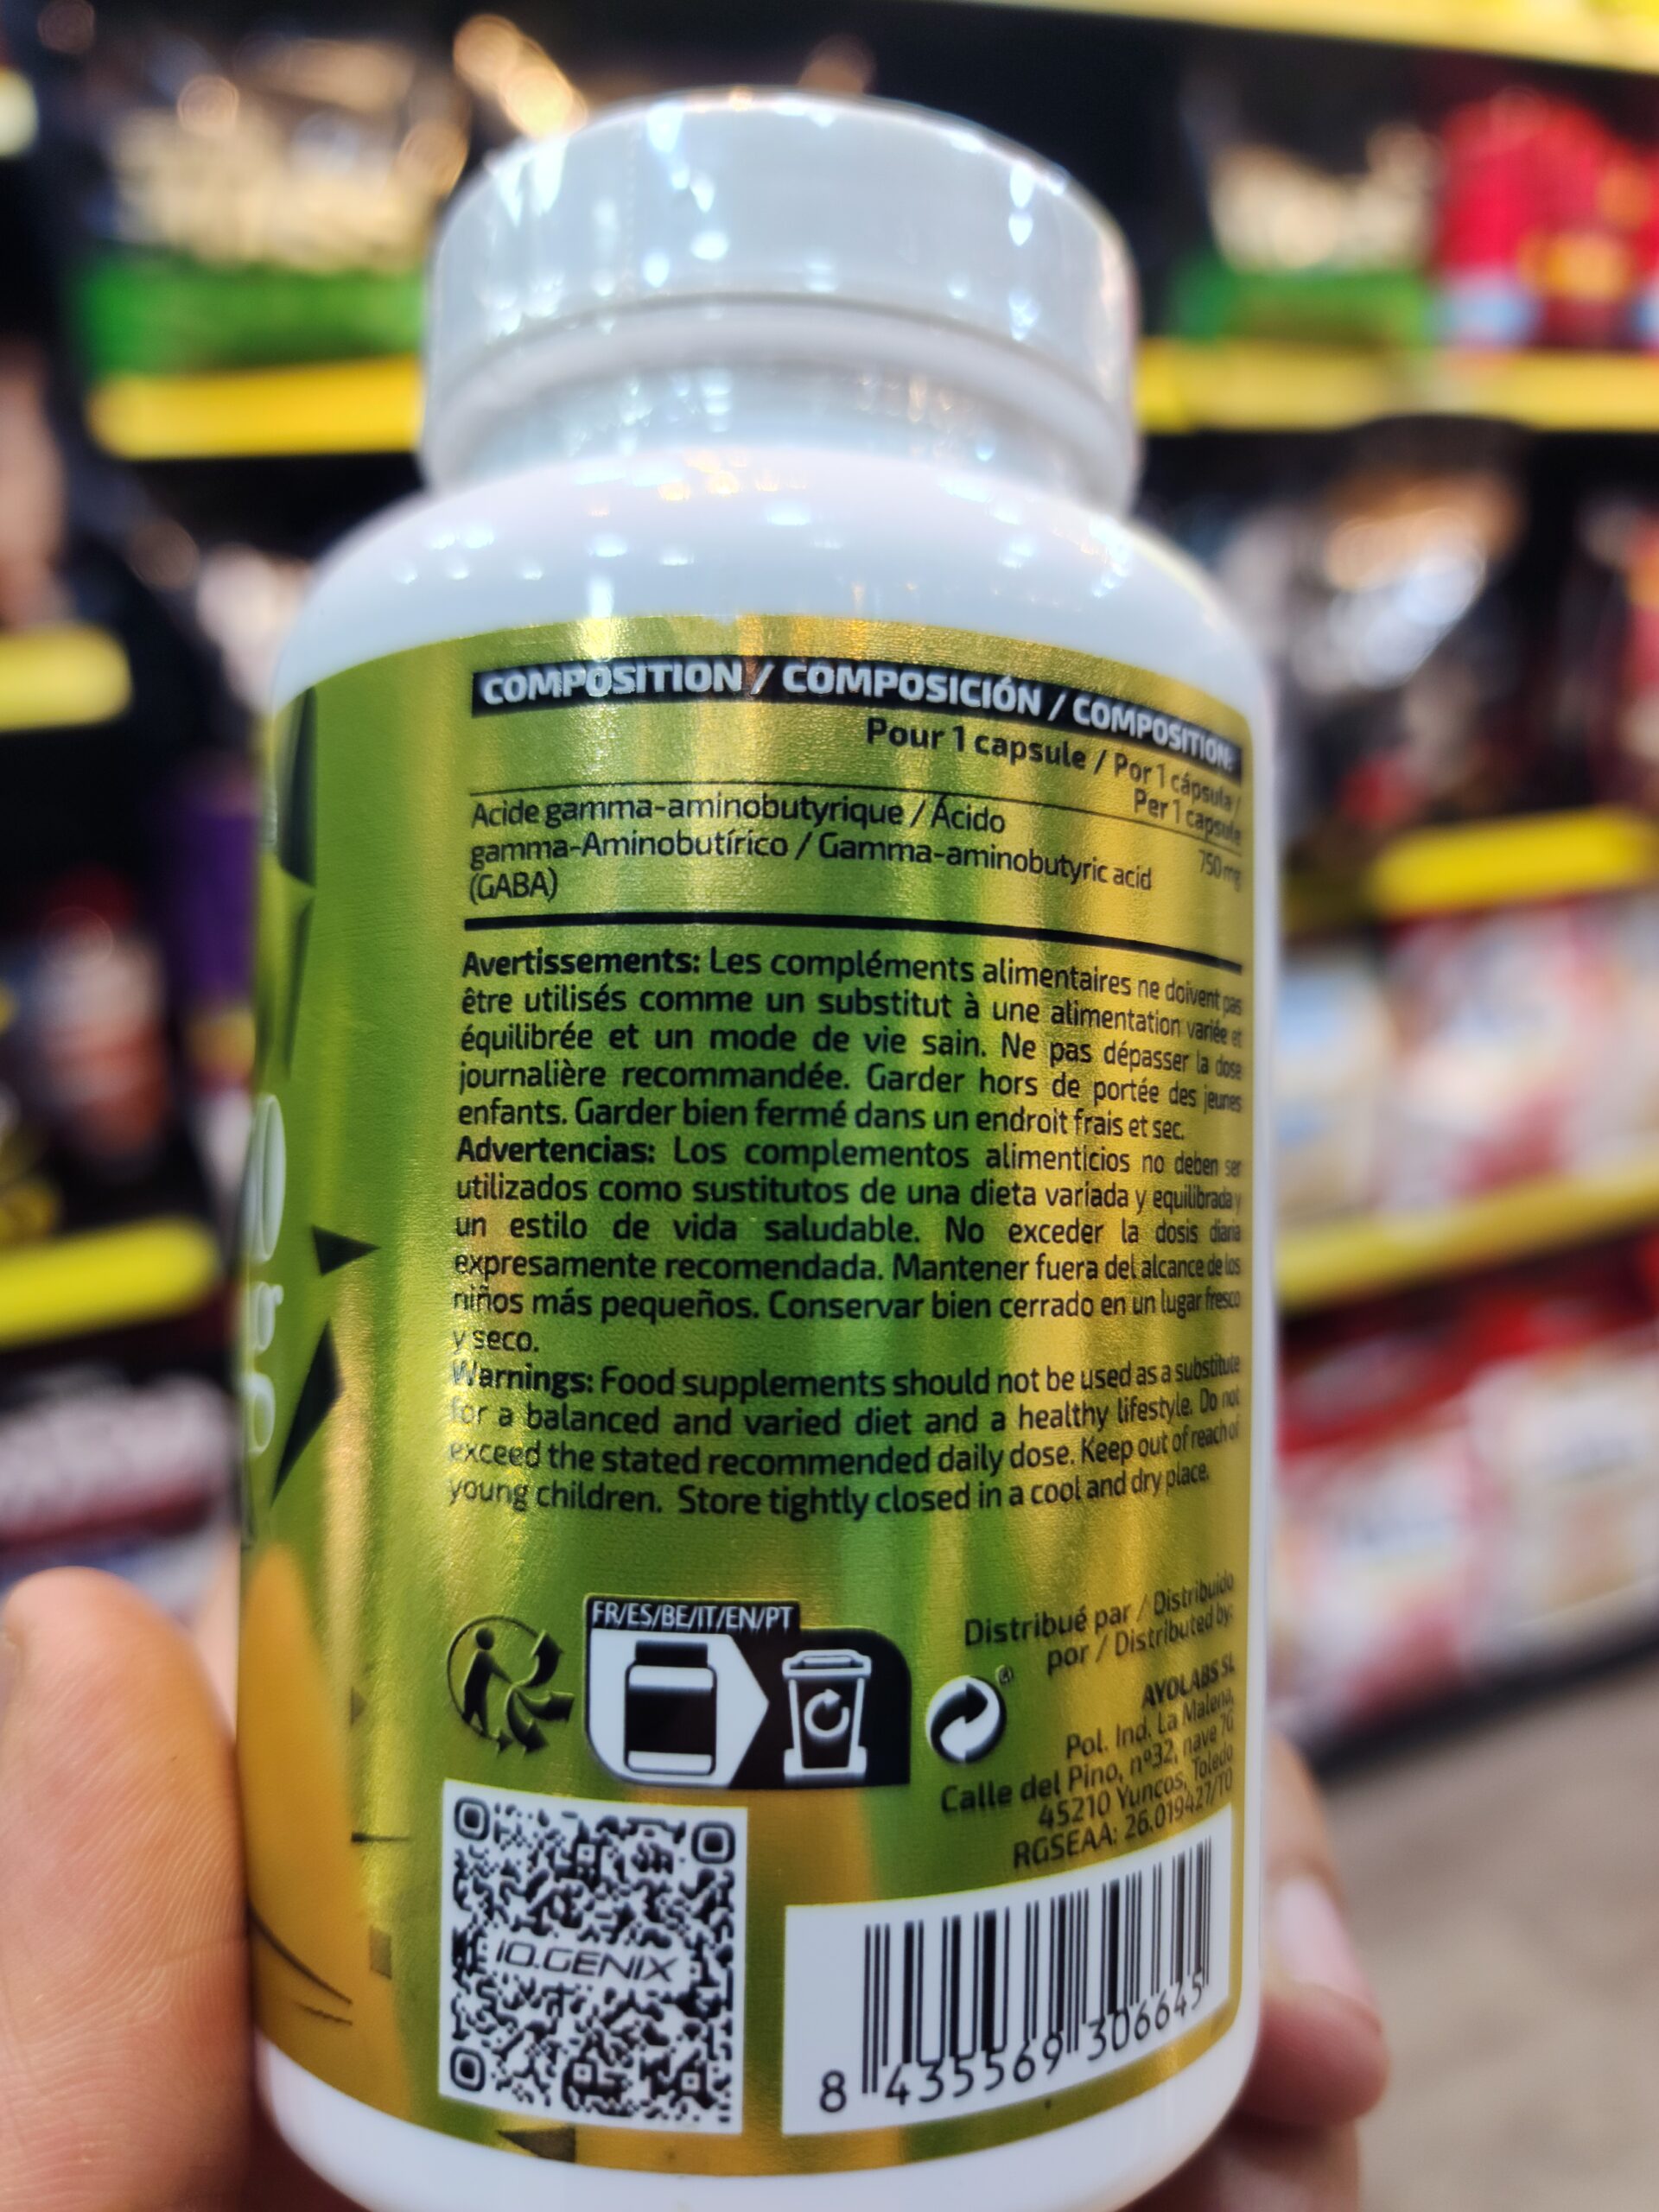 COMPOSITION / COMPOSICIÓN / COMPOSITION:
Pour 1 capsule / Por 1 cápsula /
Per 1 capsule
Acide gamma-aminobutyrique / Ácido
gamma-Aminobutírico / Gamma-aminobutyric acid 750 mg
(GABA)
Avertissements: Les compléments alimentaires ne doivent pas
être utilisés comme un substitut à une alimentation variée et
équilibrée et un mode de vie sain. Ne pas dépasser la dose
journalière recommandée. Garder hors de portée des jeunes
enfants. Garder bien fermé dans un endroit frais et sec.
Advertencias: Los complementos alimenticios no deben ser
utilizados como sustitutos de una dieta variada y equilibrada y
un estilo de vida saludable. No exceder la dosis diaria
expresamente recomendada. Mantener fuera del alcance de los
niños más pequeños. Conservar bien cerrado en un lugar fresco
y seco.
Warnings: Food supplements should not be used as a substitute
for a balanced and varied diet and a healthy lifestyle. Do not
exceed the stated recommended daily dose. Keep out of reach of
young children. Store tightly closed in a cool and dry place.
FR/ES/BE/IT/EN/PT
Distribué par / Distribuido
por / Distributed by:
AYOLABS SL
Pol. Ind. La Malena,
Calle del Pino, nº32, nave 7G
45210 Yuncos, Toledo
RGSEAA: 26.019427/TO
IO.GENIX
8 435569 306645